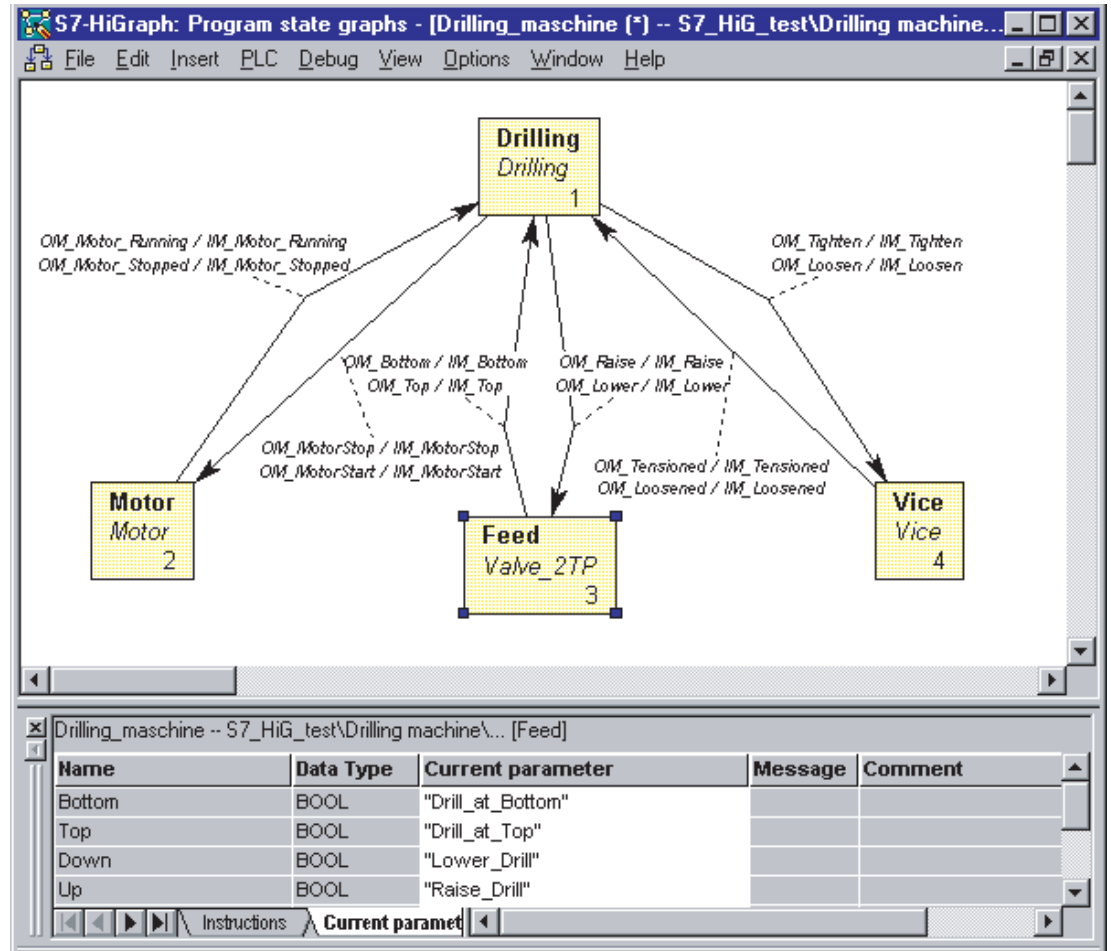 S7-HiGraph: Program state graphs - [Drilling_maschine (*) -- S7_HiG_test\Drilling machine...
File Edit Insert PLC Debug View Options Window Help
Drilling
Drilling
1
OM_Motor_Running / IM_Motor_Running
OM_Motor_Stopped / IM_Motor_Stopped
OM_Tighten / IM_Tighten
OM_Loosen / IM_Loosen
OM_Bottom / IM_Bottom
OM_Top / IM_Top
OM_Raise / IM_Raise
OM_Lower / IM_Lower
OM_MotorStop / IM_MotorStop
OM_MotorStart / IM_MotorStart
OM_Tensioned / IM_Tensioned
OM_Loosened / IM_Loosened
Motor
Motor
2
Feed
Valve_2TP
3
Vice
Vice
4
Drilling_maschine -- S7_HiG_test\Drilling machine\... [Feed]
Name Data Type Current parameter Message Comment
Bottom BOOL "Drill_at_Bottom"
Top BOOL "Drill_at_Top"
Down BOOL "Lower_Drill"
Up BOOL "Raise_Drill"
Instructions Current paramet